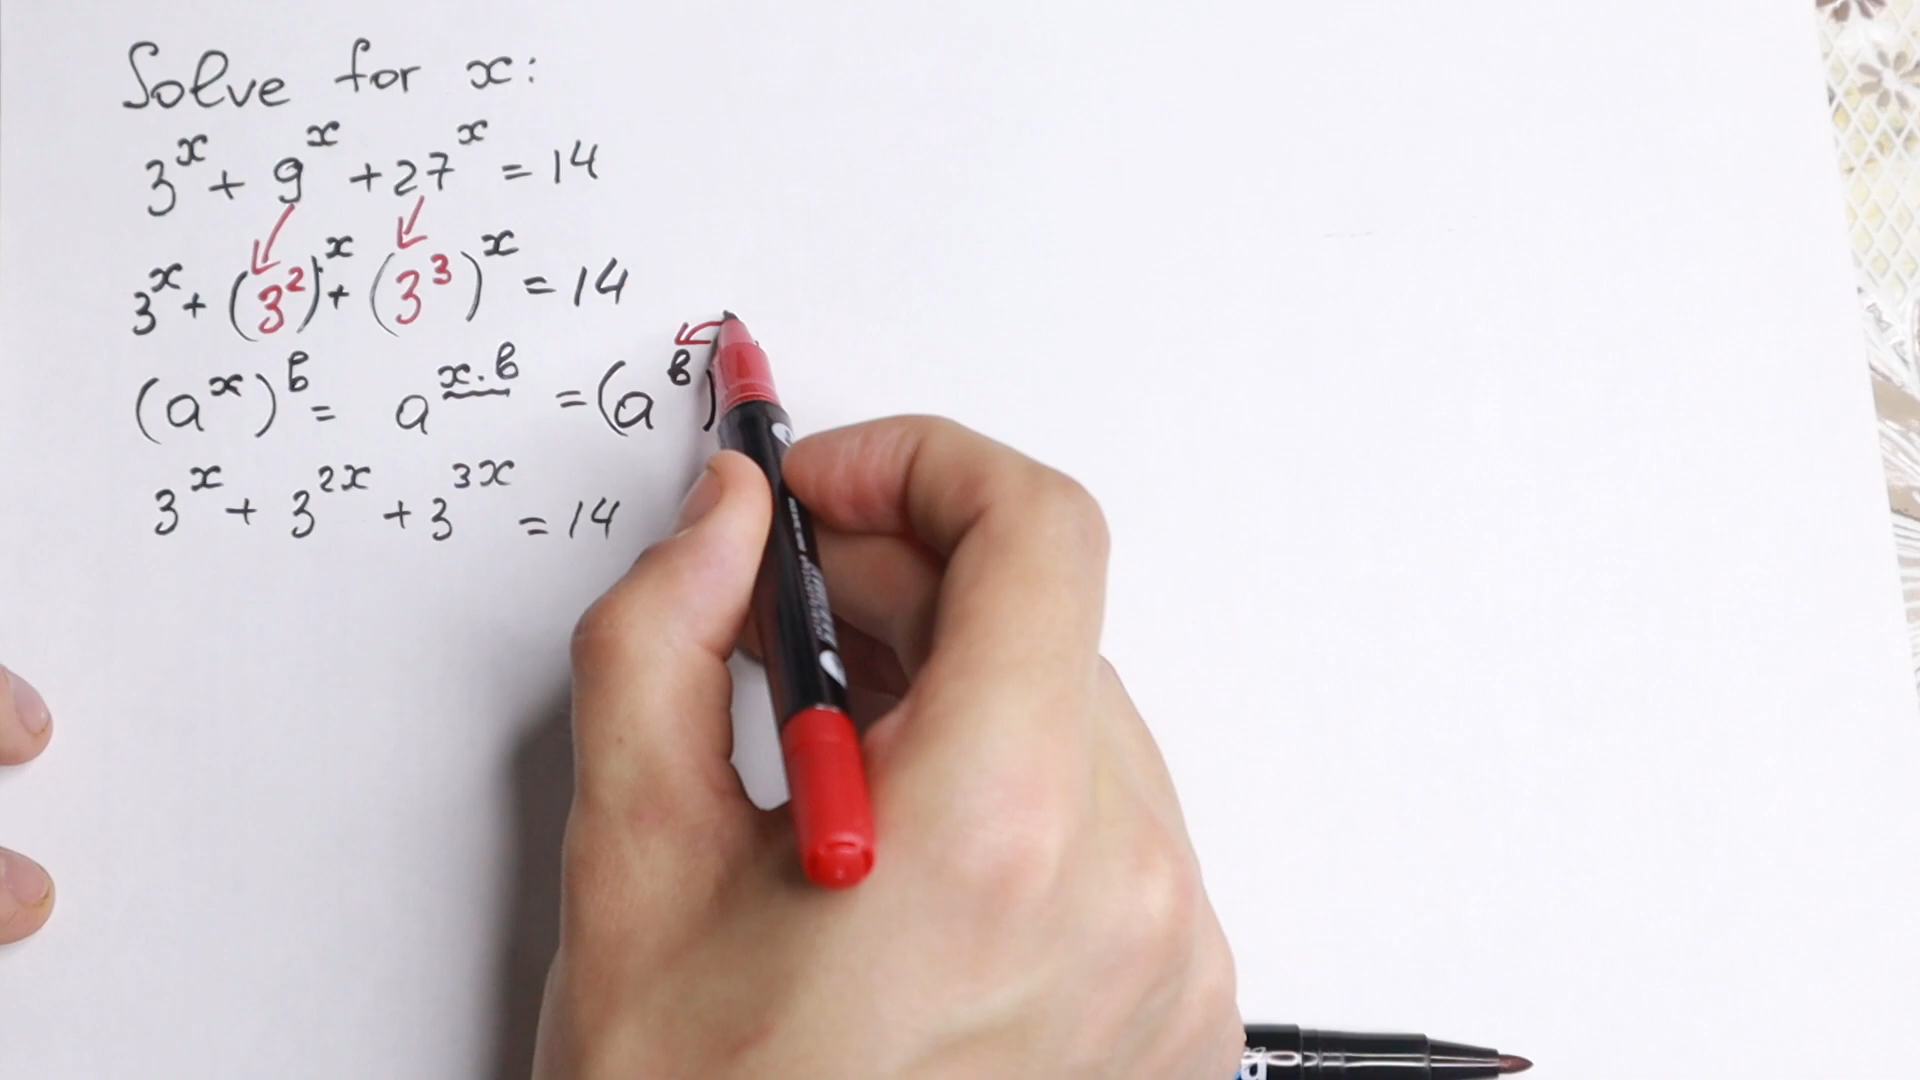 Solve for x:
3^x + 9^x + 27^x = 14
3^x + (3^2)^x + (3^3)^x = 14
(a^x)^b = a^(x·b) = (a^b)
3^x + 3^(2x) + 3^(3x) = 14